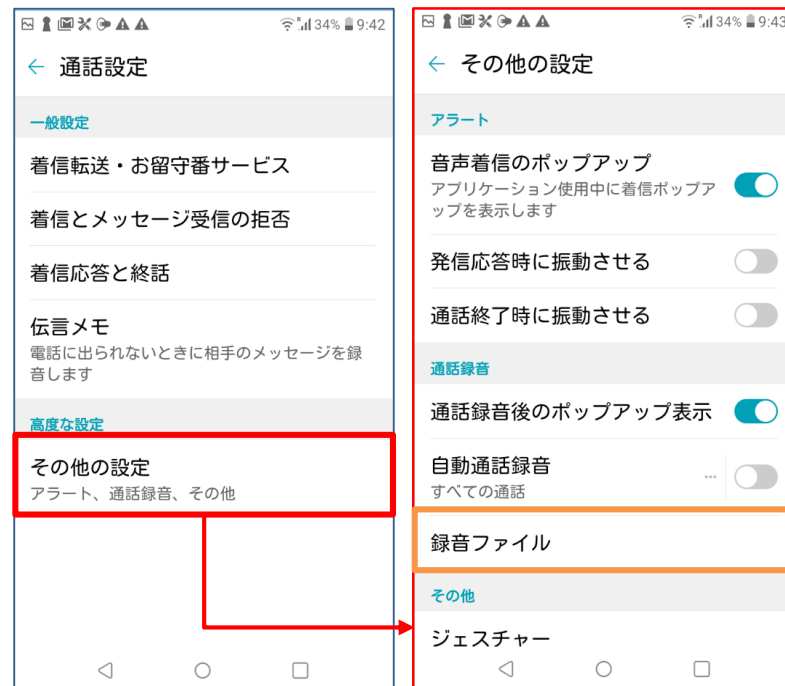 34% 9:42
← 通話設定
一般設定
着信転送・お留守番サービス
着信とメッセージ受信の拒否
着信応答と終話
伝言メモ
電話に出られないときに相手のメッセージを録
音します
高度な設定
その他の設定
アラート、通話録音、その他
34% 9:43
← その他の設定
アラート
音声着信のポップアップ
アプリケーション使用中に着信ポップア
ップを表示します
発信応答時に振動させる
通話終了時に振動させる
通話録音
通話録音後のポップアップ表示
自動通話録音
すべての通話
録音ファイル
その他
ジェスチャー